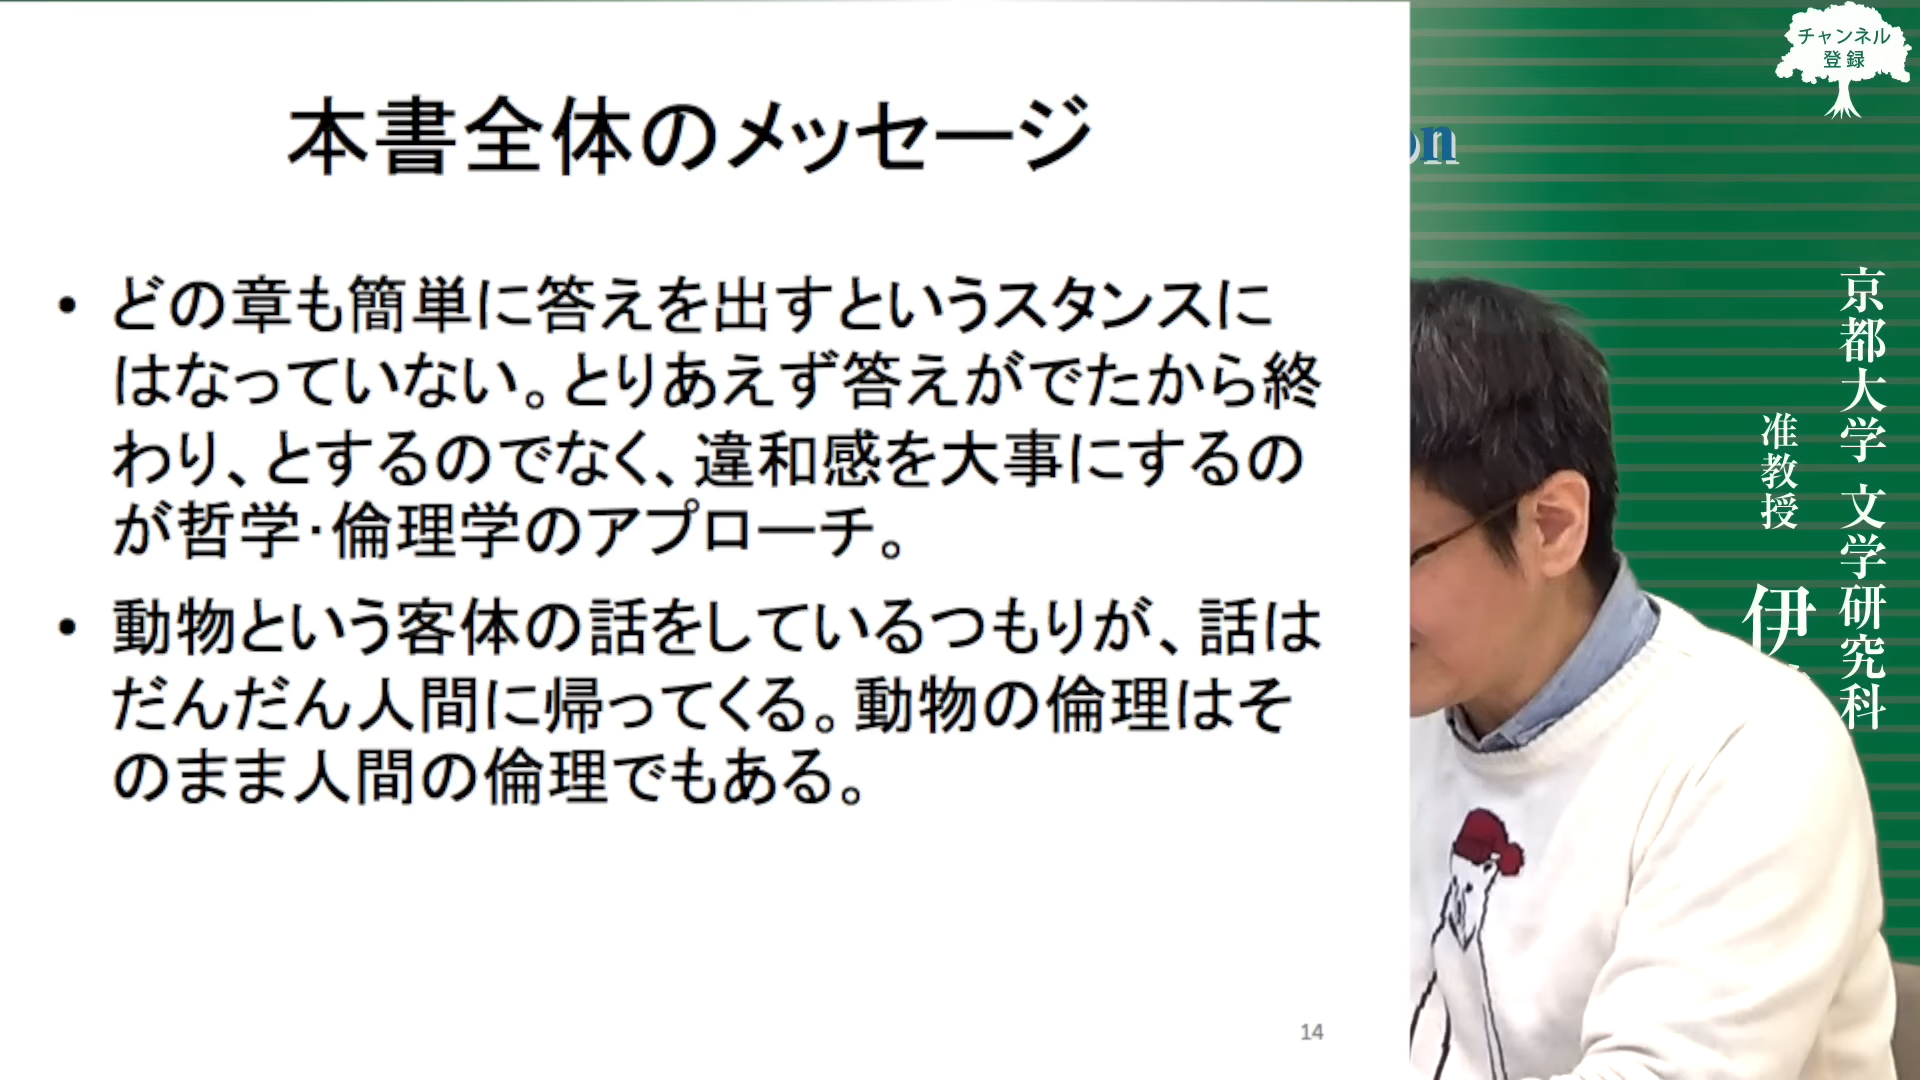 本書全体のメッセージ
• どの章も簡単に答えを出すというスタンスに
はなっていない。とりあえず答えがでたから終
わり、とするのでなく、違和感を大事にするの
が哲学・倫理学のアプローチ。
• 動物という客体の話をしているつもりが、話は
だんだん人間に帰ってくる。動物の倫理はそ
のまま人間の倫理でもある。
14
チャンネル
登録
on
京都大学 文学研究科
准教授
伊